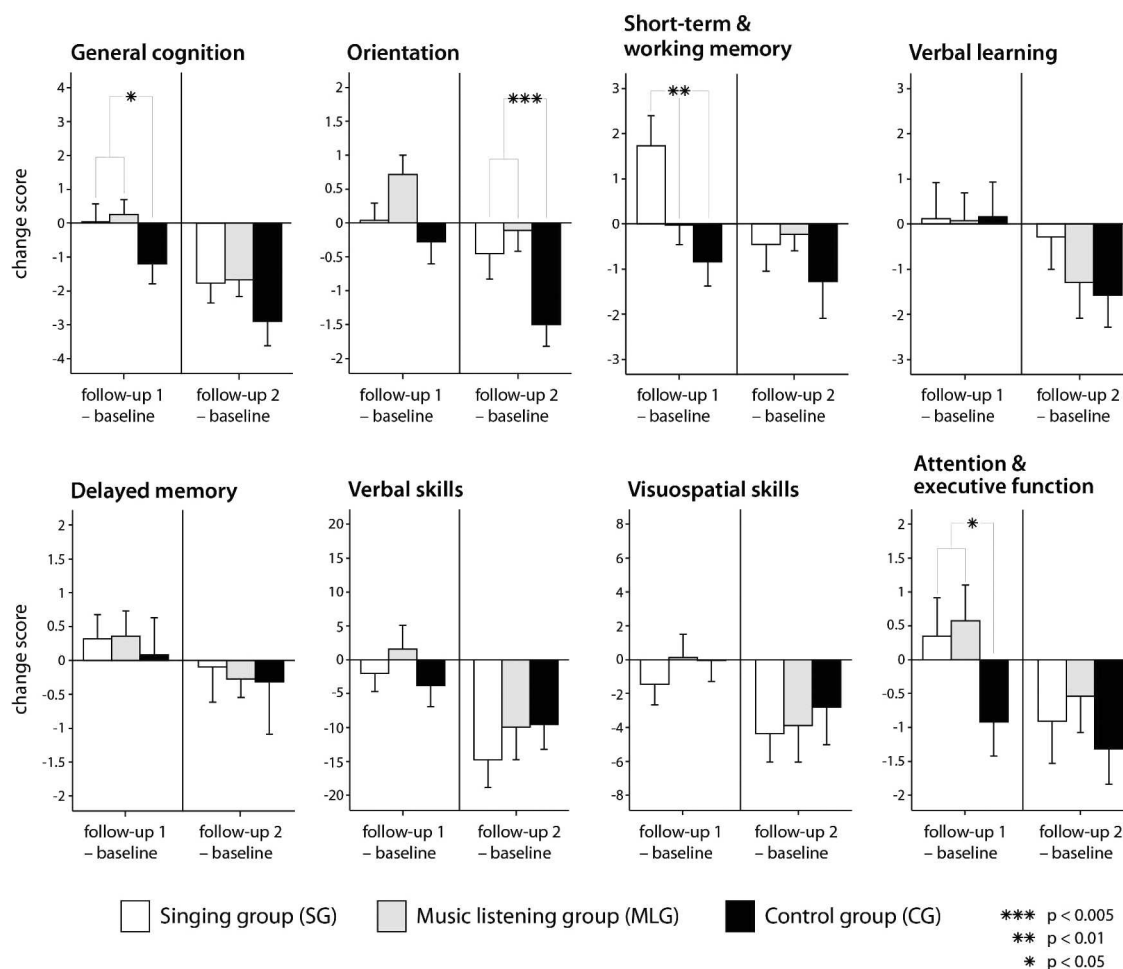 General cognition
Orientation
Short-term &
working memory
Verbal learning
change score
4
3
2
1
0
-1
-2
-3
-4
2
1.5
1
0.5
0
-0.5
-1
-1.5
-2
3
2
1
0
-1
-2
-3
3
2
1
0
-1
-2
-3
*
***
**
follow-up 1
– baseline
follow-up 2
– baseline
follow-up 1
– baseline
follow-up 2
– baseline
follow-up 1
– baseline
follow-up 2
– baseline
follow-up 1
– baseline
follow-up 2
– baseline
Delayed memory
Verbal skills
Visuospatial skills
Attention &
executive function
change score
2
1.5
1
0.5
0
-0.5
-1
-1.5
-2
20
15
10
5
0
-5
-10
-15
-20
8
6
4
2
0
-2
-4
-6
-8
2
1.5
1
0.5
0
-0.5
-1
-1.5
-2
*
follow-up 1
– baseline
follow-up 2
– baseline
follow-up 1
– baseline
follow-up 2
– baseline
follow-up 1
– baseline
follow-up 2
– baseline
follow-up 1
– baseline
follow-up 2
– baseline
Singing group (SG)
Music listening group (MLG)
Control group (CG)
*** p < 0.005
** p < 0.01
* p < 0.05